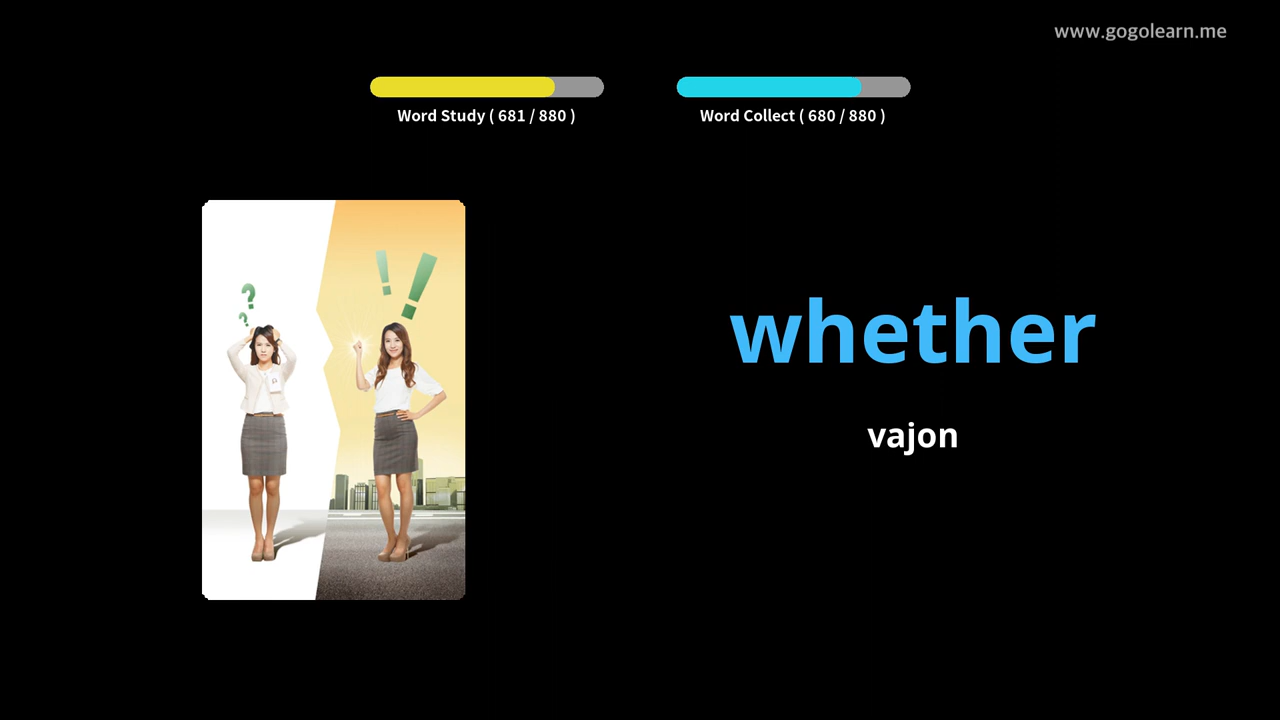 www.gogolearn.me
Word Study ( 681 / 880 )
Word Collect ( 680 / 880 )
? ?
! !
whether
vajon